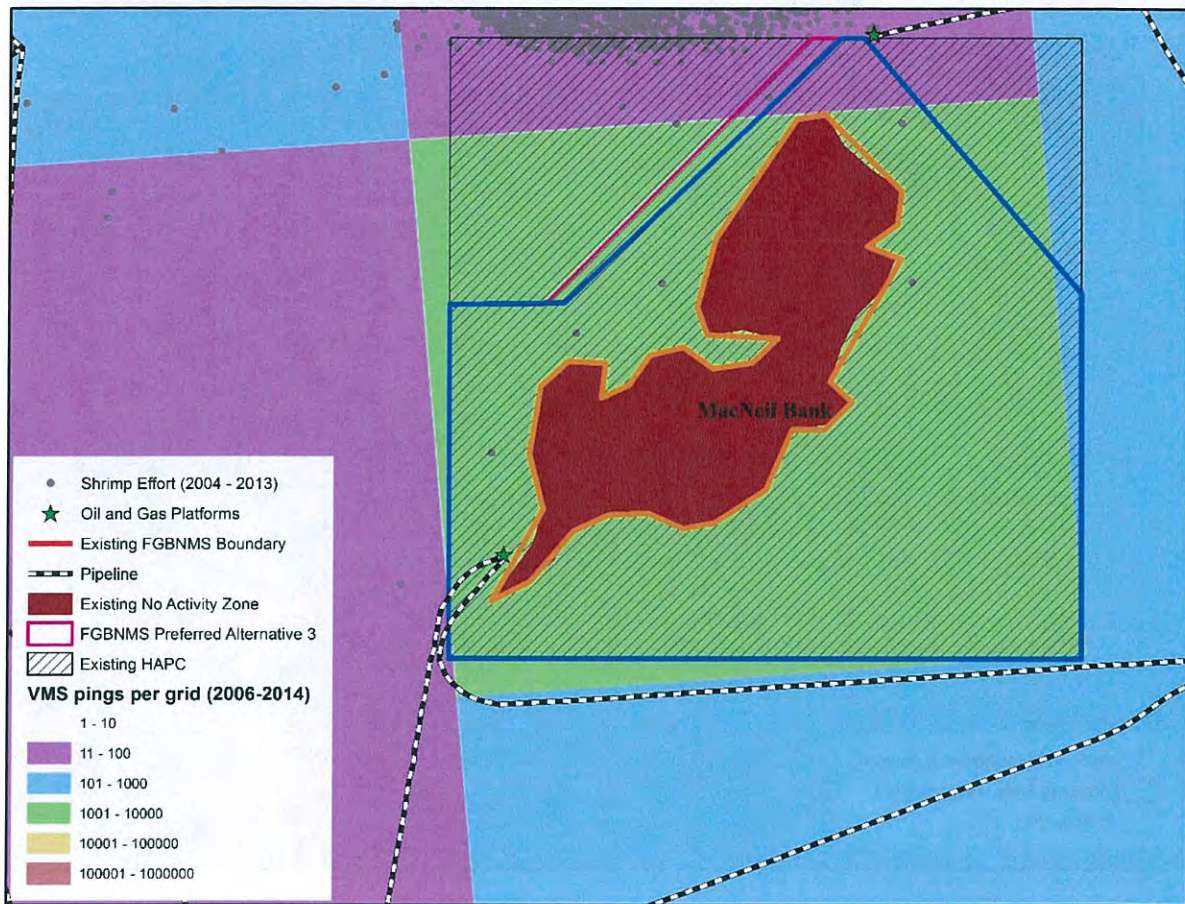 MacNeil Bank
Shrimp Effort (2004 - 2013)
Oil and Gas Platforms
Existing FGBNMS Boundary
Pipeline
Existing No Activity Zone
FGBNMS Preferred Alternative 3
Existing HAPC
VMS pings per grid (2006-2014)
1 - 10
11 - 100
101 - 1000
1001 - 10000
10001 - 100000
100001 - 1000000